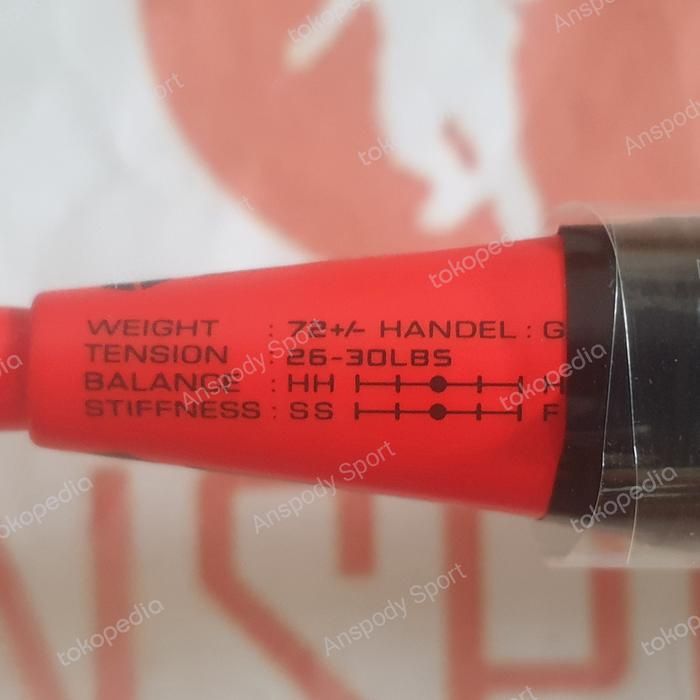 WEIGHT : 72+/- HANDEL : G
TENSION : 26-30LBS
BALANCE : HH H
STIFFNESS : SS F
tokopedia
Anspody Sport